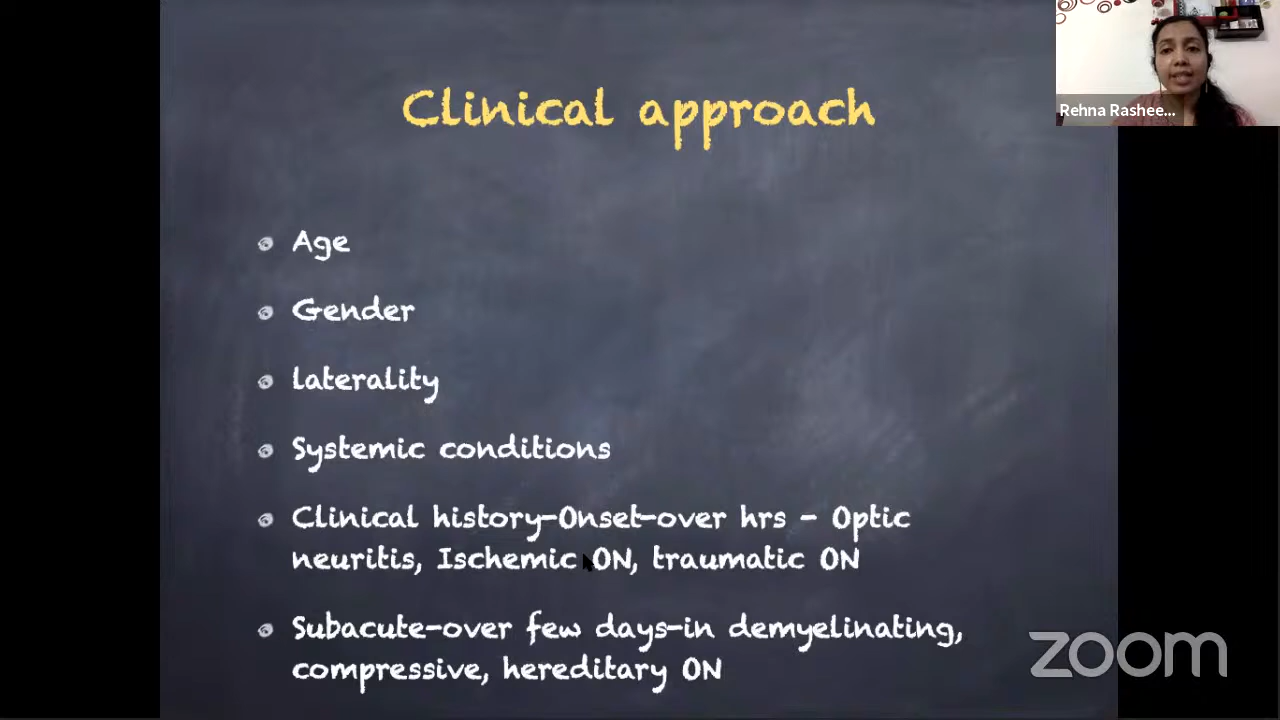 Clinical approach
Rehna Rashee...
Age
Gender
laterality
Systemic conditions
Clinical history-Onset-over hrs - Optic
neuritis, Ischemic ON, traumatic ON
Subacute-over few days-in demyelinating,
compressive, hereditary ON
zoom